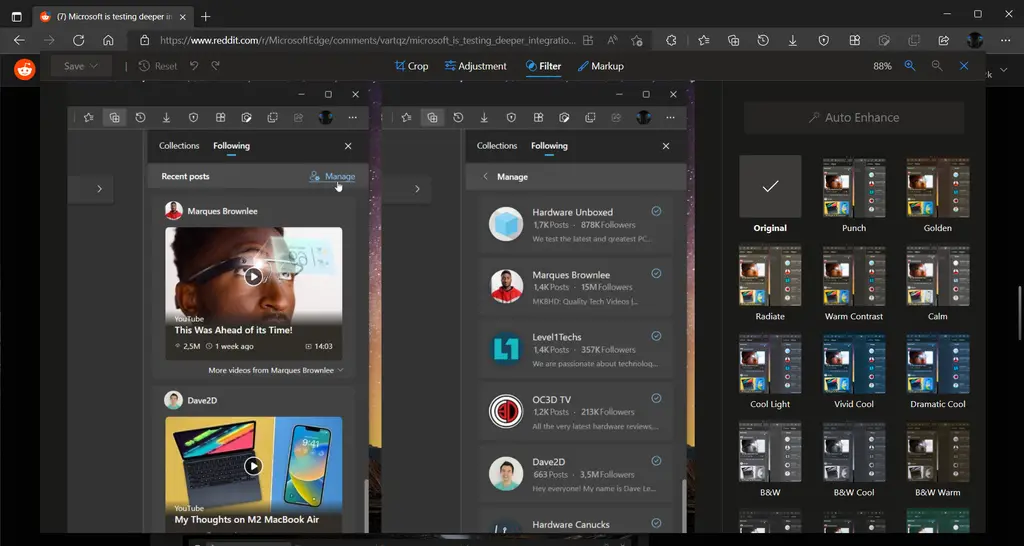 (7) Microsoft is testing deeper in
https://www.reddit.com/r/MicrosoftEdge/comments/vartqz/microsoft_is_testing_deeper_integratio...
Save
Reset
Crop
Adjustment
Filter
Markup
88%
Collections
Following
Recent posts
Manage
Marques Brownlee
YouTube
This Was Ahead of its Time!
2,5M
1 week ago
14:03
More videos from Marques Brownlee
Dave2D
9:41
YouTube
My Thoughts on M2 MacBook Air
Collections
Following
Manage
Hardware Unboxed
1,7K Posts · 878K Followers
We test the latest and greatest PC...
Marques Brownlee
1,4K Posts · 15M Followers
MKBHD: Quality Tech Videos |...
Level1Techs
1,4K Posts · 357K Followers
We are passionate about technolog...
OC3D TV
1,2K Posts · 213K Followers
All the very latest hardware reviews,...
Dave2D
663 Posts · 3,5M Followers
Hey everyone! My name is Dave Le...
Hardware Canucks
Auto Enhance
Original
Punch
Golden
Radiate
Warm Contrast
Calm
Cool Light
Vivid Cool
Dramatic Cool
B&W
B&W Cool
B&W Warm